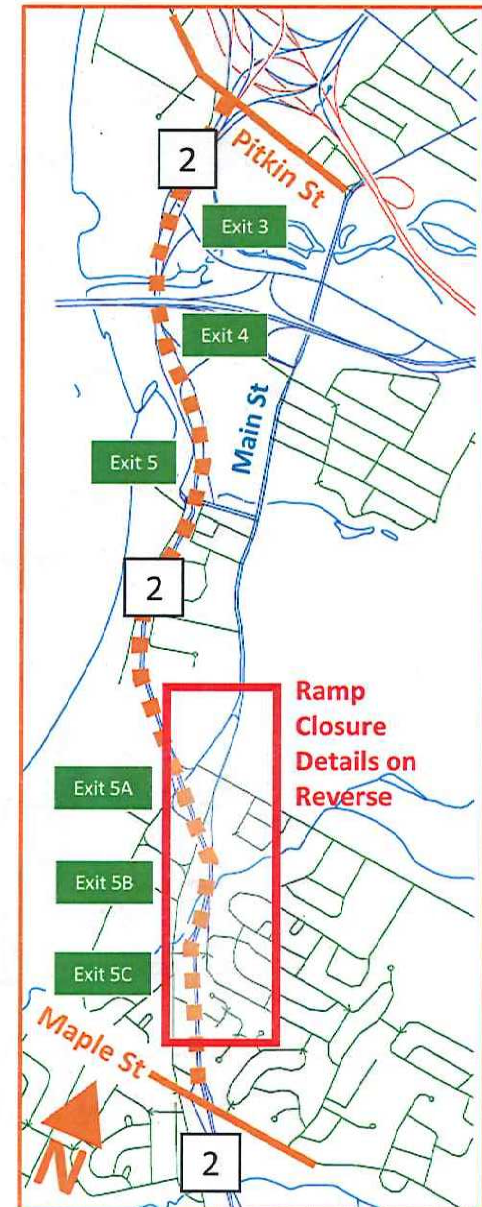 Pitkin St
2
Exit 3
Exit 4
Main St
Exit 5
2
Ramp
Closure
Details on
Reverse
Exit 5A
Exit 5B
Exit 5C
Maple St
N
2